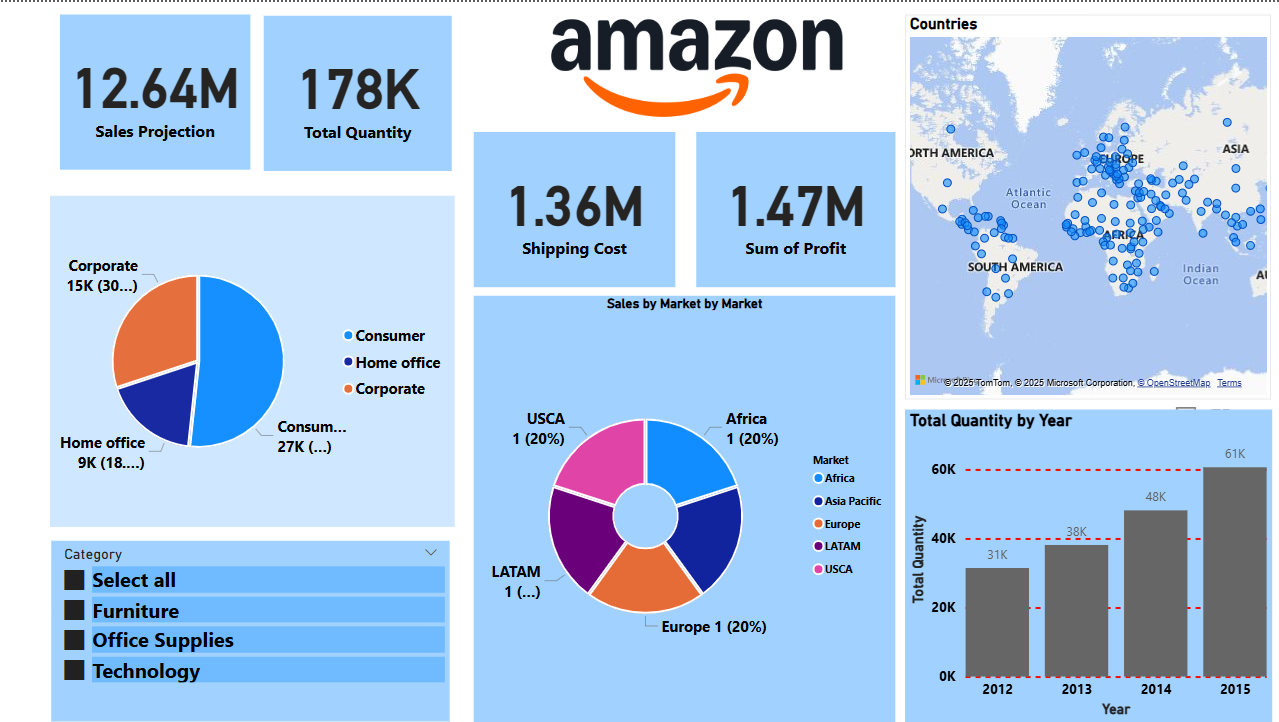 12.64M
Sales Projection
178K
Total Quantity
amazon
1.36M
Shipping Cost
1.47M
Sum of Profit
Corporate
15K (30...)
Home office
9K (18....)
Consum...
27K (...)
Consumer
Home office
Corporate
Category
Select all
Furniture
Office Supplies
Technology
Sales by Market by Market
USCA
1 (20%)
Africa
1 (20%)
LATAM
1 (...)
Europe 1 (20%)
Market
Africa
Asia Pacific
Europe
LATAM
USCA
Countries
ORTH AMERICA
EUROPE
ASIA
Atlantic
Ocean
AFRICA
SOUTH AMERICA
Indian
Ocean
AU
© 2025 TomTom, © 2025 Microsoft Corporation, © OpenStreetMap Terms
Total Quantity by Year
Total Quantity
60K
40K
20K
0K
31K
38K
48K
61K
2012
2013
2014
2015
Year